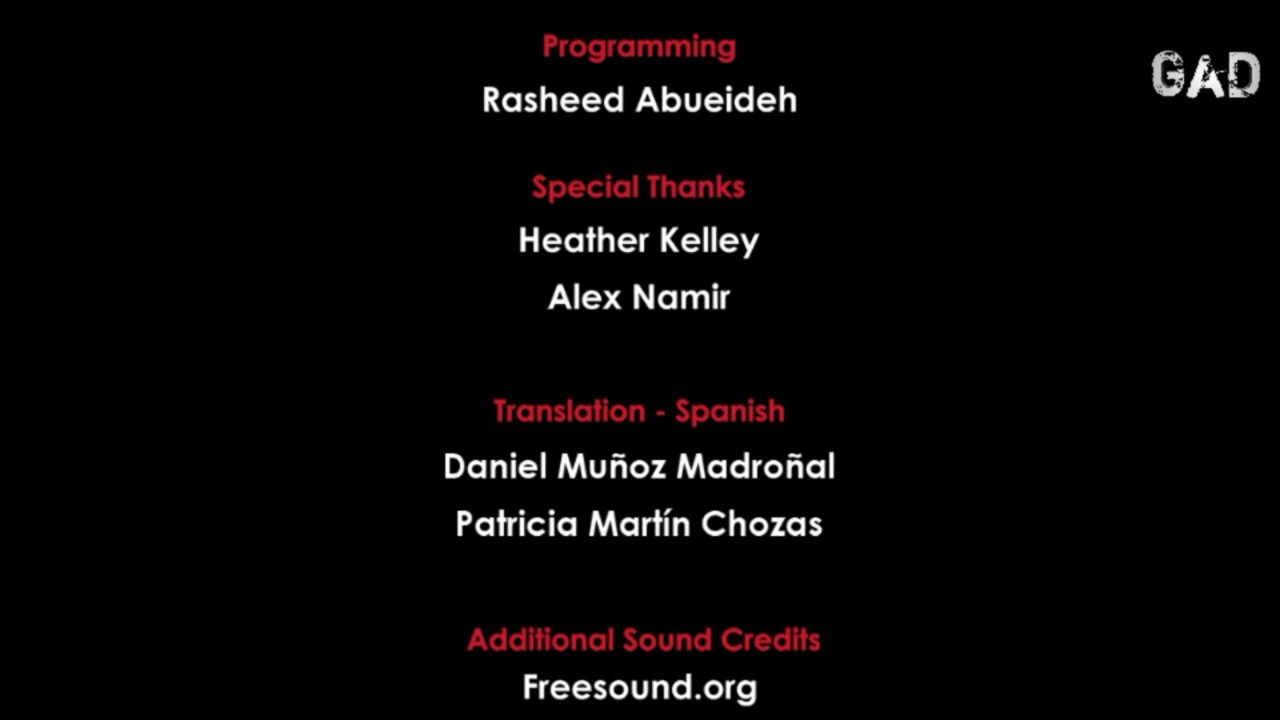 Programming
GAD
Rasheed Abueideh
Special Thanks
Heather Kelley
Alex Namir
Translation - Spanish
Daniel Muñoz Madroñal
Patricia Martín Chozas
Additional Sound Credits
Freesound.org